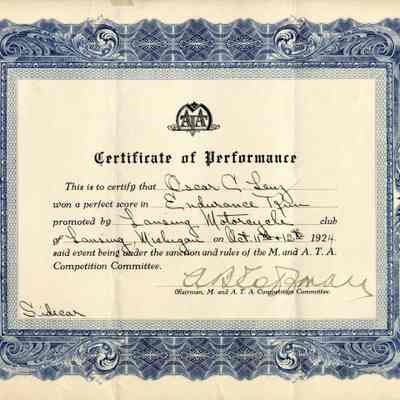 M
ATA
Certificate of Performance
This is to certify that Oscar C. Lenz
won a perfect score in Endurance Run
promoted by Lansing Motorcycle club
of Lansing, Michigan on Oct. 11th + 12th 1924
said event being under the sanction and rules of the M. and A. T. A.
Competition Committee.
Chairman, M. and A. T. A. Competition Committee.
Sidecar